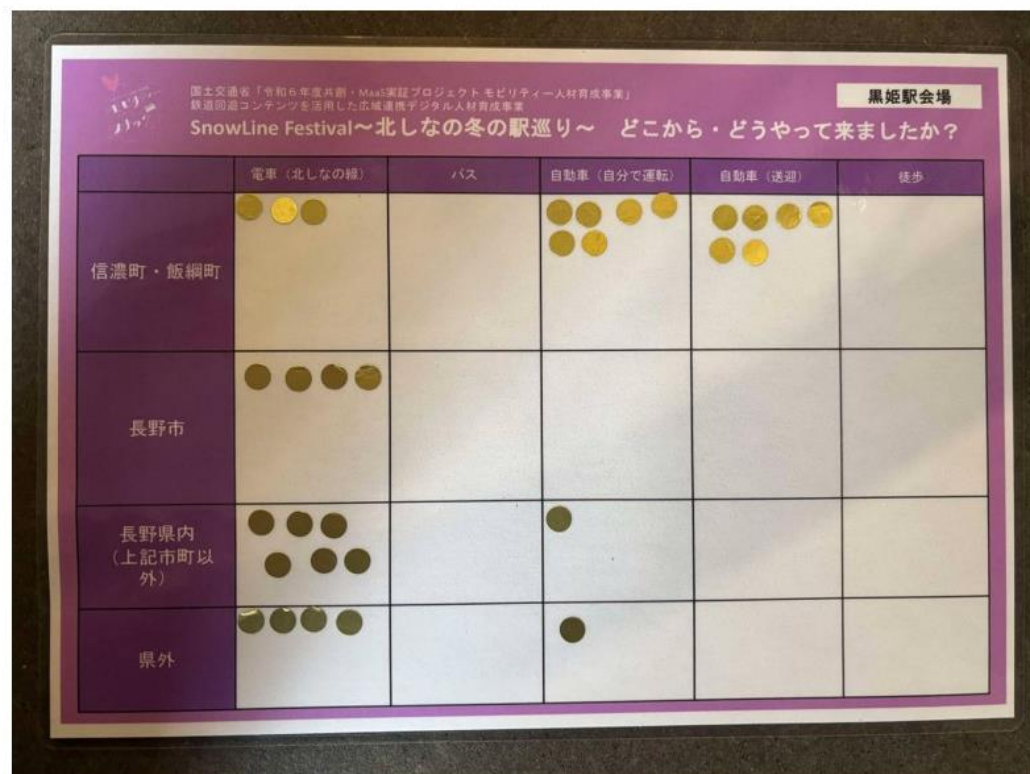 国土交通省「令和６年度共創・MaaS実証プロジェクト モビリティー人材育成事業」
鉄道回遊コンテンツを活用した広域連携デジタル人材育成事業
黒姫駅会場
SnowLine Festival～北しなの冬の駅巡り～　どこから・どうやって来ましたか？
電車（北しなの線）
バス
自動車（自分で運転）
自動車（送迎）
徒歩
信濃町・飯綱町
長野市
長野県内
（上記市町以
外）
県外